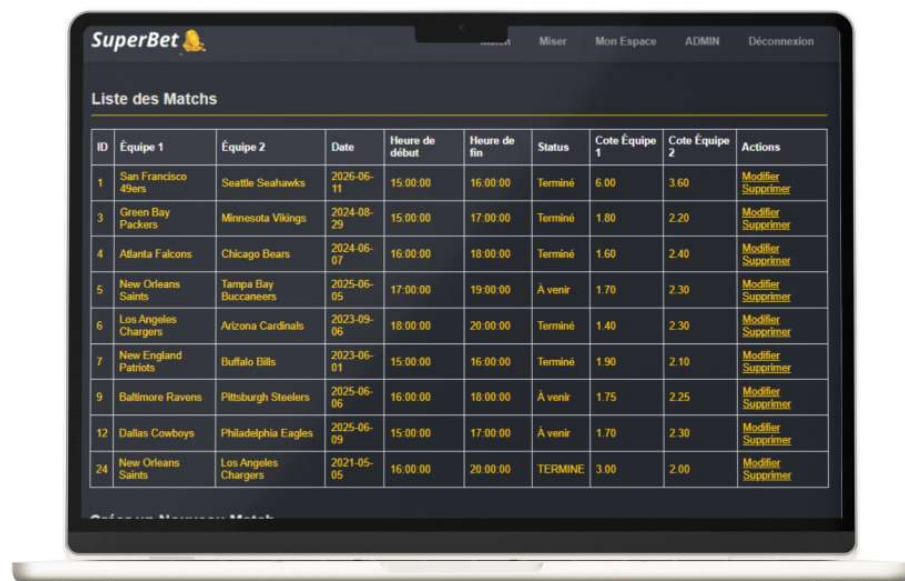 SuperBet
Miser Mon Espace ADMIN Déconnexion
Liste des Matchs
ID Équipe 1 Équipe 2 Date Heure de début Heure de fin Status Cote Équipe 1 Cote Équipe 2 Actions
1 San Francisco 49ers Seattle Seahawks 2026-06-11 15:00:00 16:00:00 Terminé 6.00 3.60 Modifier Supprimer
3 Green Bay Packers Minnesota Vikings 2024-08-29 15:00:00 17:00:00 Terminé 1.80 2.20 Modifier Supprimer
4 Atlanta Falcons Chicago Bears 2024-06-07 16:00:00 18:00:00 Terminé 1.60 2.40 Modifier Supprimer
5 New Orleans Saints Tampa Bay Buccaneers 2025-06-05 17:00:00 19:00:00 À venir 1.70 2.30 Modifier Supprimer
6 Los Angeles Chargers Arizona Cardinals 2023-09-06 18:00:00 20:00:00 Terminé 1.40 2.30 Modifier Supprimer
7 New England Patriots Buffalo Bills 2023-06-01 15:00:00 16:00:00 Terminé 1.90 2.10 Modifier Supprimer
9 Baltimore Ravens Pittsburgh Steelers 2025-06-06 16:00:00 18:00:00 À venir 1.75 2.25 Modifier Supprimer
12 Dallas Cowboys Philadelphia Eagles 2025-06-09 15:00:00 17:00:00 À venir 1.70 2.30 Modifier Supprimer
24 New Orleans Saints Los Angeles Chargers 2021-05-05 16:00:00 20:00:00 TERMINE 3.00 2.00 Modifier Supprimer